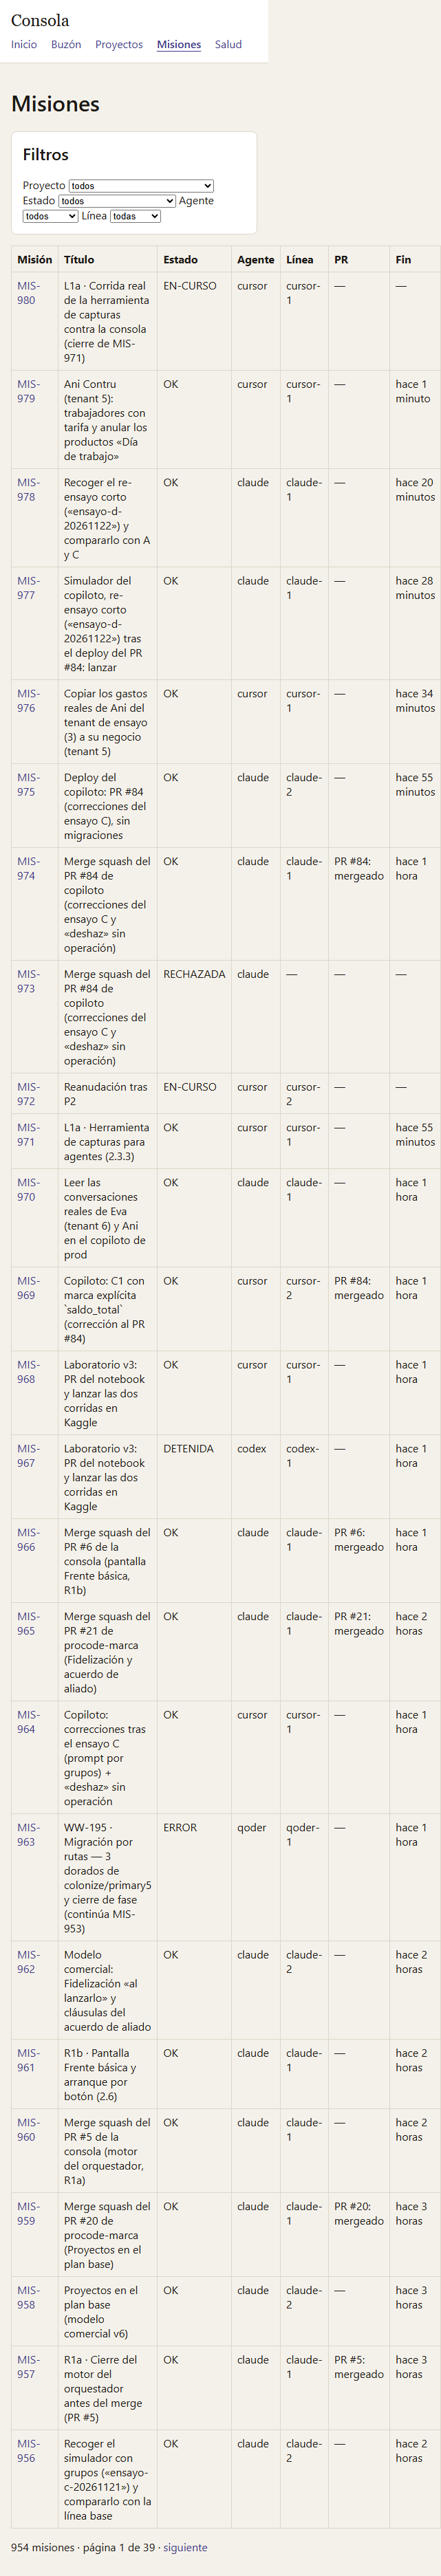 Consola
Inicio Buzón Proyectos Misiones Salud
Misiones
Filtros
Proyecto todos
Estado todos Agente
todos Línea todas
Misión Título Estado Agente Línea PR Fin
MIS-980 L1a · Corrida real de la herramienta de capturas contra la consola (cierre de MIS-971) EN-CURSO cursor cursor-1 — —
MIS-979 Ani Contru (tenant 5): trabajadores con tarifa y anular los productos «Día de trabajo» OK cursor cursor-1 — hace 1 minuto
MIS-978 Recoger el re-ensayo corto («ensayo-d-20261122») y compararlo con A y C OK claude claude-1 — hace 20 minutos
MIS-977 Simulador del copiloto, re-ensayo corto («ensayo-d-20261122») tras el deploy del PR #84: lanzar OK claude claude-1 — hace 28 minutos
MIS-976 Copiar los gastos reales de Ani del tenant de ensayo (3) a su negocio (tenant 5) OK cursor cursor-1 — hace 34 minutos
MIS-975 Deploy del copiloto: PR #84 (correcciones del ensayo C), sin migraciones OK claude claude-2 — hace 55 minutos
MIS-974 Merge squash del PR #84 de copiloto (correcciones del ensayo C y «deshaz» sin operación) OK claude claude-1 PR #84: mergeado hace 1 hora
MIS-973 Merge squash del PR #84 de copiloto (correcciones del ensayo C y «deshaz» sin operación) RECHAZADA claude — — —
MIS-972 Reanudación tras P2 EN-CURSO cursor cursor-2 — —
MIS-971 L1a · Herramienta de capturas para agentes (2.3.3) OK cursor cursor-1 — hace 55 minutos
MIS-970 Leer las conversaciones reales de Eva (tenant 6) y Ani en el copiloto de prod OK claude claude-1 — hace 1 hora
MIS-969 Copiloto: C1 con marca explícita `saldo_total` (corrección al PR #84) OK cursor cursor-2 PR #84: mergeado hace 1 hora
MIS-968 Laboratorio v3: PR del notebook y lanzar las dos corridas en Kaggle OK cursor cursor-1 — hace 1 hora
MIS-967 Laboratorio v3: PR del notebook y lanzar las dos corridas en Kaggle DETENIDA codex codex-1 — hace 1 hora
MIS-966 Merge squash del PR #6 de la consola (pantalla Frente básica, R1b) OK claude claude-1 PR #6: mergeado hace 1 hora
MIS-965 Merge squash del PR #21 de procode-marca (Fidelización y acuerdo de aliado) OK claude claude-1 PR #21: mergeado hace 2 horas
MIS-964 Copiloto: correcciones tras el ensayo C (prompt por grupos) + «deshaz» sin operación OK cursor cursor-1 — hace 1 hora
MIS-963 WW-195 · Migración por rutas — 3 dorados de colonize/primary5 y cierre de fase (continúa MIS-953) ERROR qoder qoder-1 — hace 1 hora
MIS-962 Modelo comercial: Fidelización «al lanzarlo» y cláusulas del acuerdo de aliado OK claude claude-2 — hace 2 horas
MIS-961 R1b · Pantalla Frente básica y arranque por botón (2.6) OK claude claude-1 — hace 2 horas
MIS-960 Merge squash del PR #5 de la consola (motor del orquestador, R1a) OK claude claude-1 — hace 2 horas
MIS-959 Merge squash del PR #20 de procode-marca (Proyectos en el plan base) OK claude claude-1 PR #20: mergeado hace 3 horas
MIS-958 Proyectos en el plan base (modelo comercial v6) OK claude claude-2 — hace 3 horas
MIS-957 R1a · Cierre del motor del orquestador antes del merge (PR #5) OK claude claude-1 PR #5: mergeado hace 3 horas
MIS-956 Recoger el simulador con grupos («ensayo-c-20261121») y compararlo con la línea base OK claude claude-2 — hace 2 horas
954 misiones · página 1 de 39 · siguiente